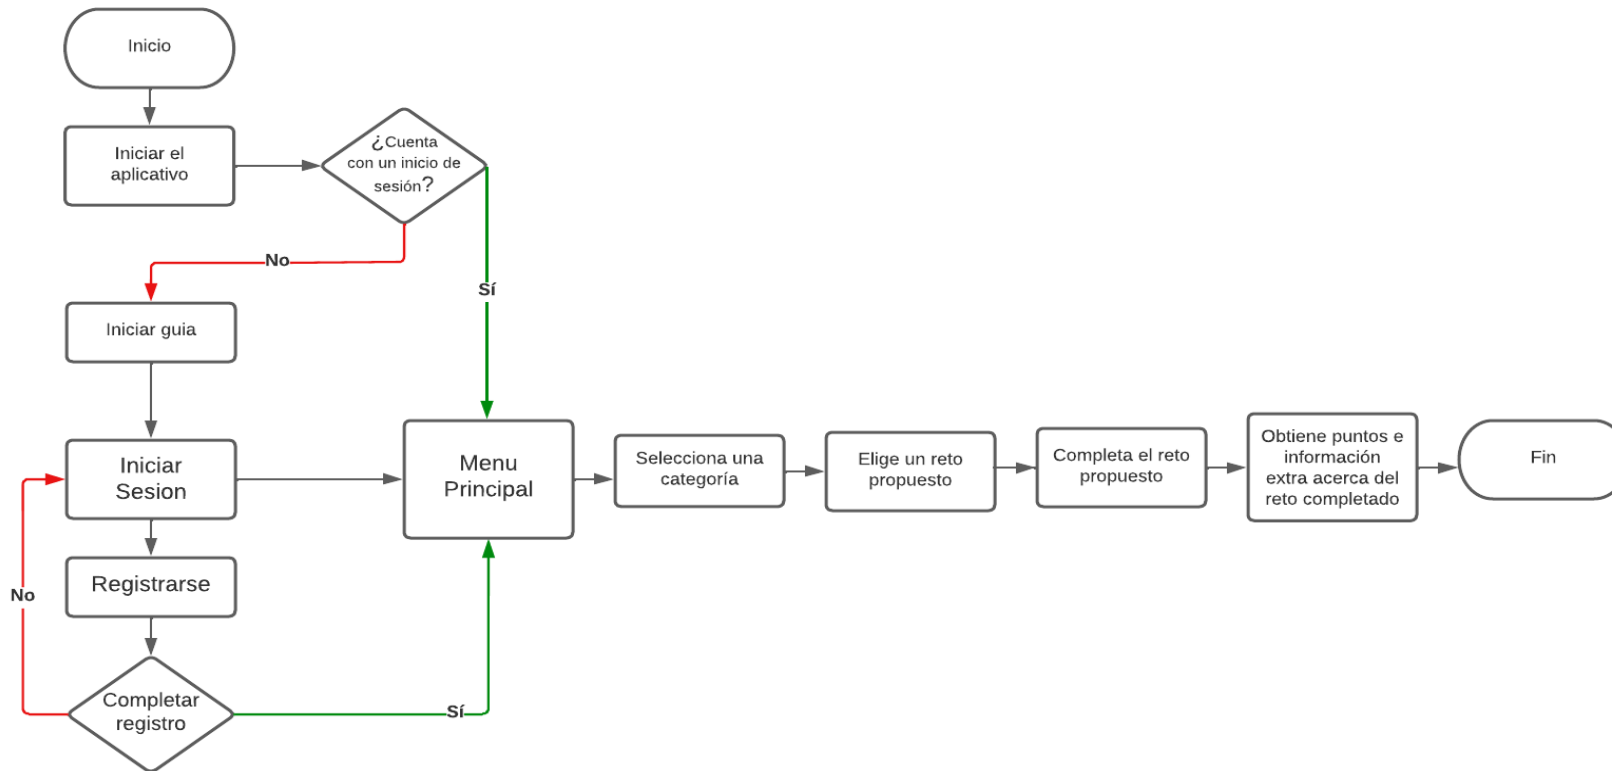 Inicio
Iniciar el
aplicativo
¿Cuenta
con un inicio de
sesión?
No
Sí
Iniciar guia
Iniciar
Sesion
Menu
Principal
Selecciona una
categoría
Elige un reto
propuesto
Completa el reto
propuesto
Obtiene puntos e
información
extra acerca del
reto completado
Fin
Registrarse
No
Completar
registro
Sí